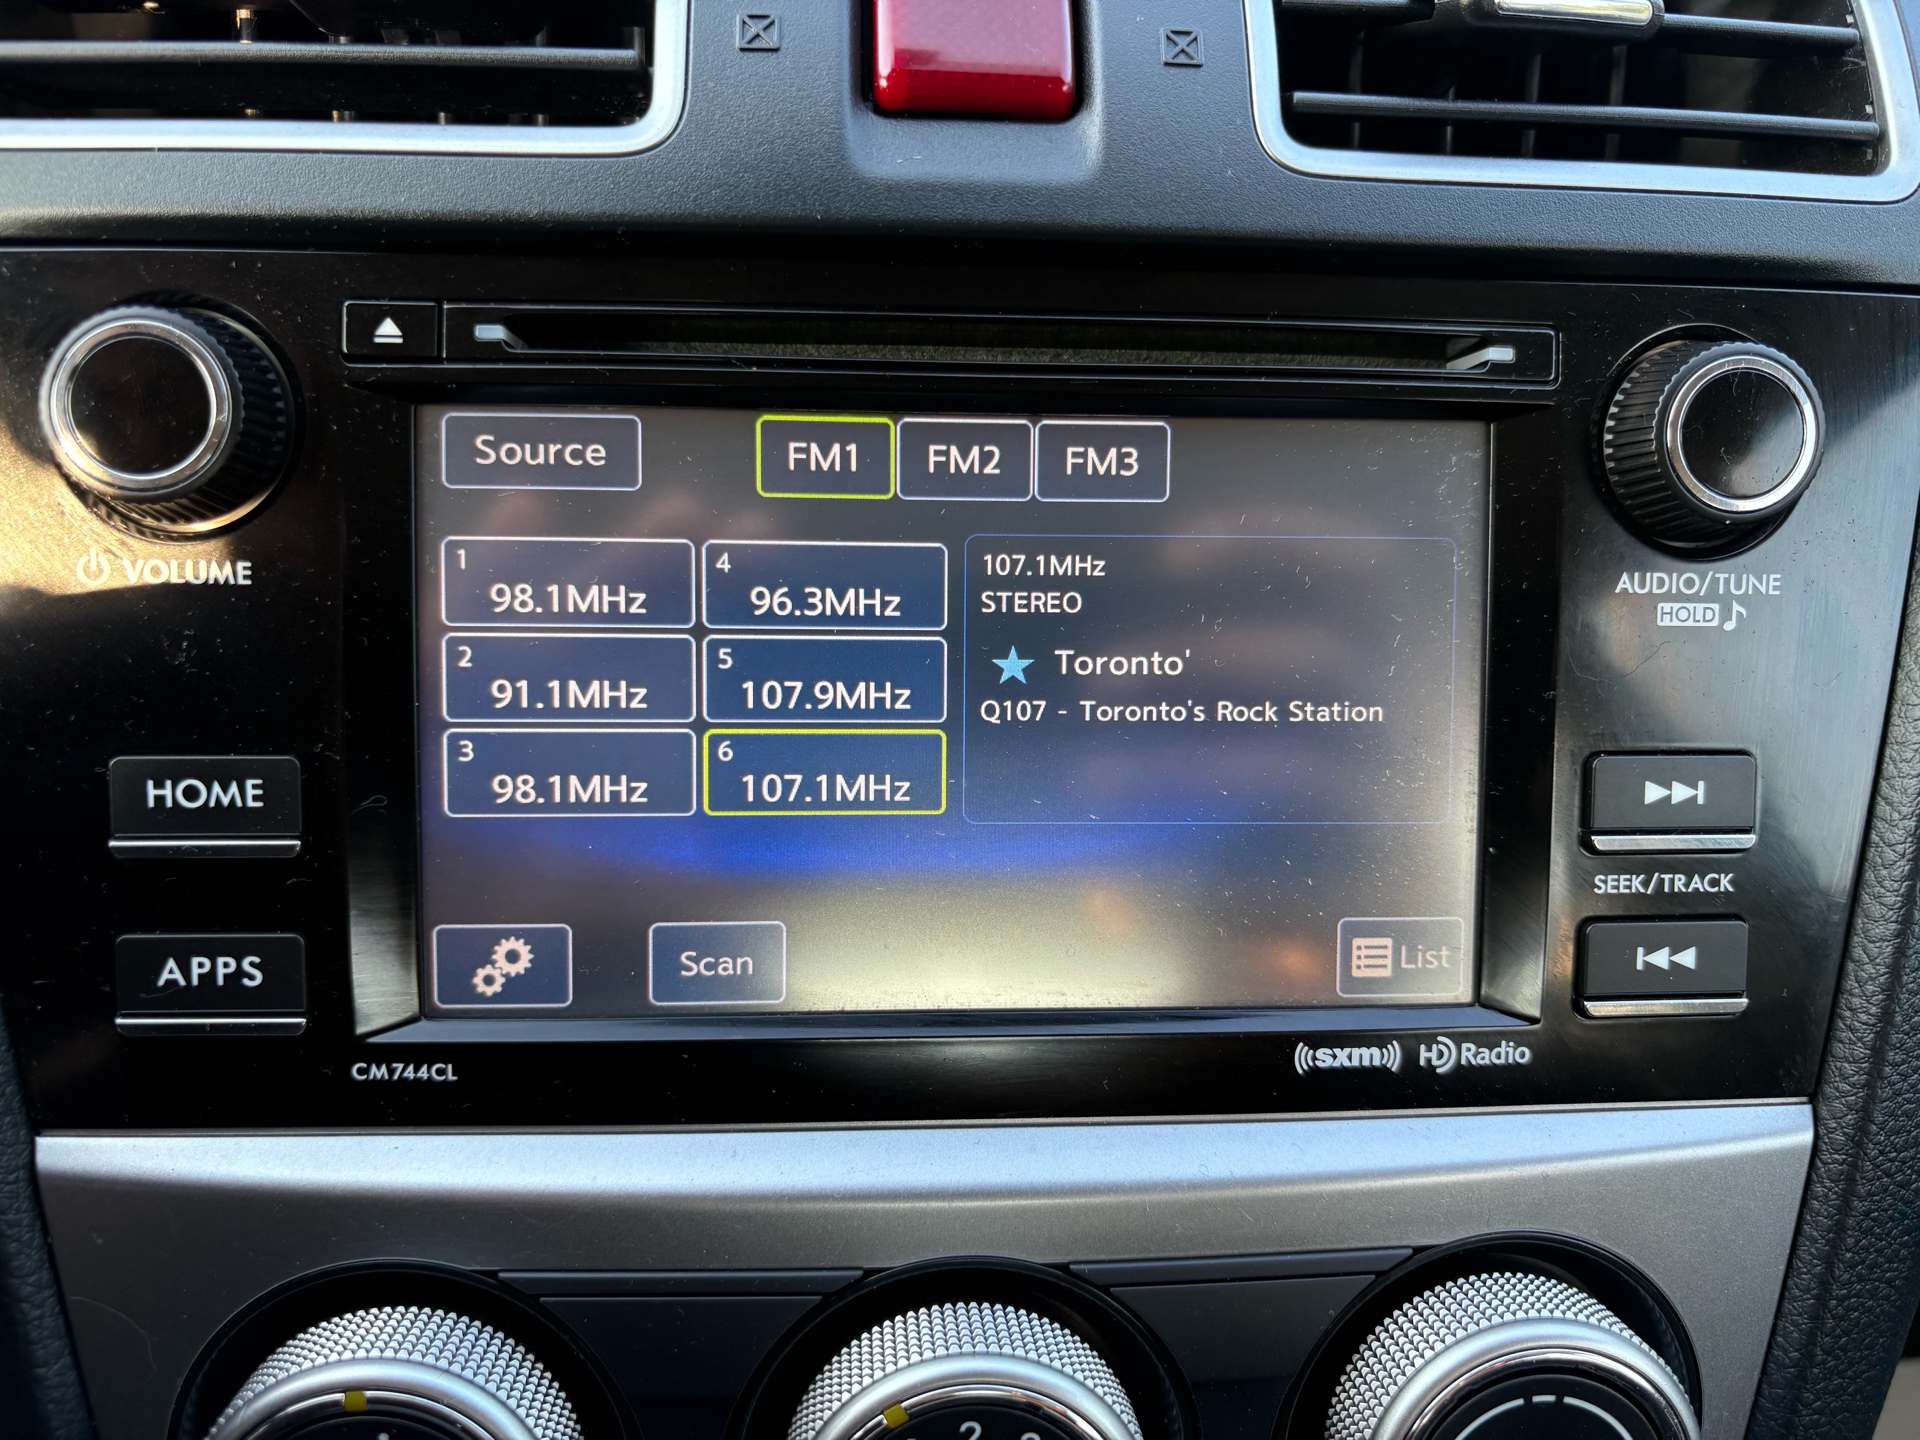 Source
FM1 FM2 FM3
1 98.1MHz
4 96.3MHz
2 91.1MHz
5 107.9MHz
3 98.1MHz
6 107.1MHz
107.1MHz
STEREO
Toronto'
Q107 - Toronto's Rock Station
Scan
List
VOLUME
HOME
APPS
AUDIO/TUNE
HOLD
SEEK/TRACK
CM744CL
sxm HD Radio
2